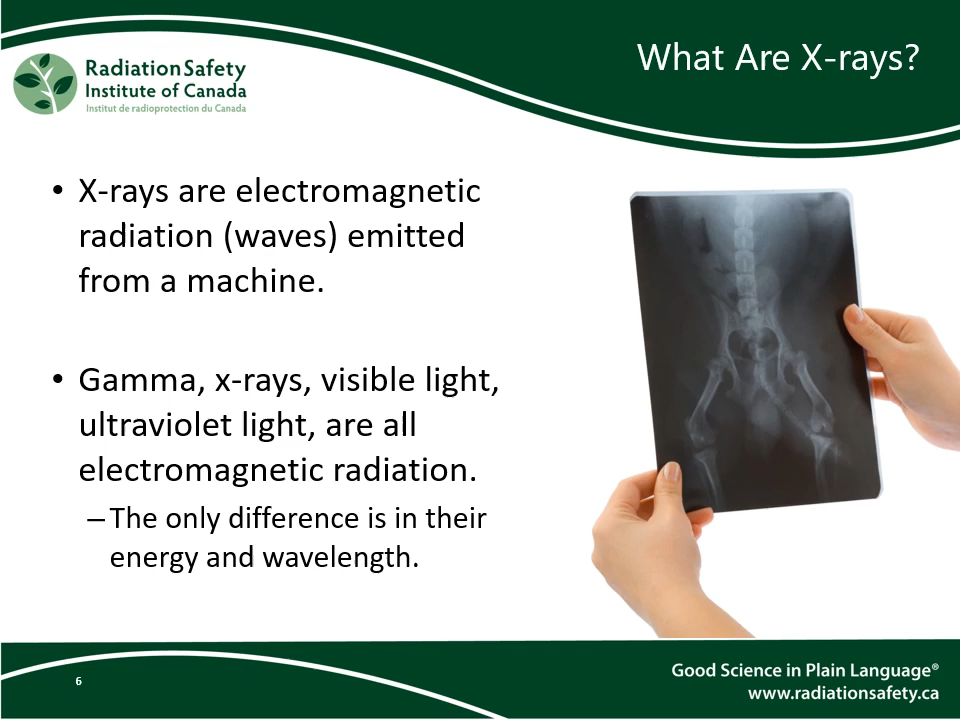 What Are X-rays?
Radiation Safety
Institute of Canada
Institut de radioprotection du Canada
• X-rays are electromagnetic
radiation (waves) emitted
from a machine.
• Gamma, x-rays, visible light,
ultraviolet light, are all
electromagnetic radiation.
– The only difference is in their
energy and wavelength.
6
Good Science in Plain Language®
www.radiationsafety.ca